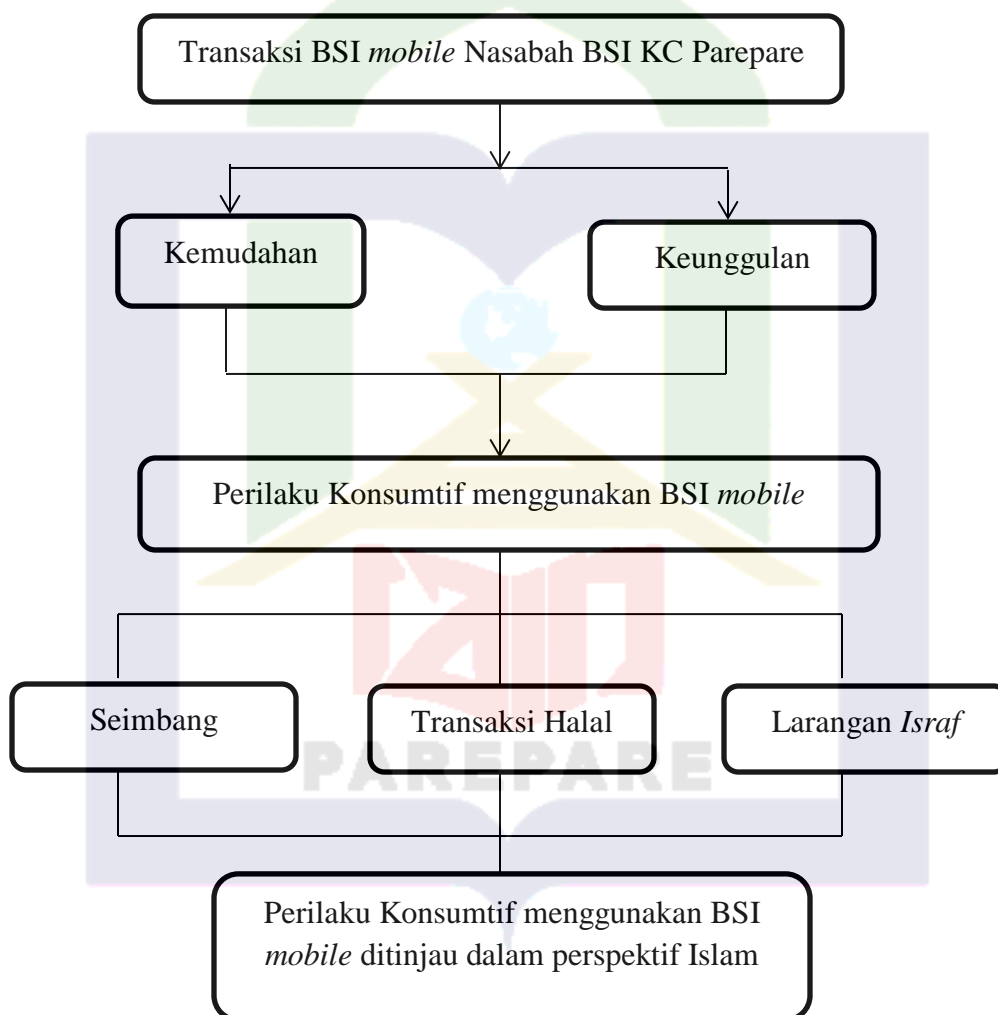 Transaksi BSI mobile Nasabah BSI KC Parepare
Kemudahan
Keunggulan
Perilaku Konsumtif menggunakan BSI mobile
Seimbang
Transaksi Halal
Larangan Israf
PAREPARE
Perilaku Konsumtif menggunakan BSI
mobile ditinjau dalam perspektif Islam